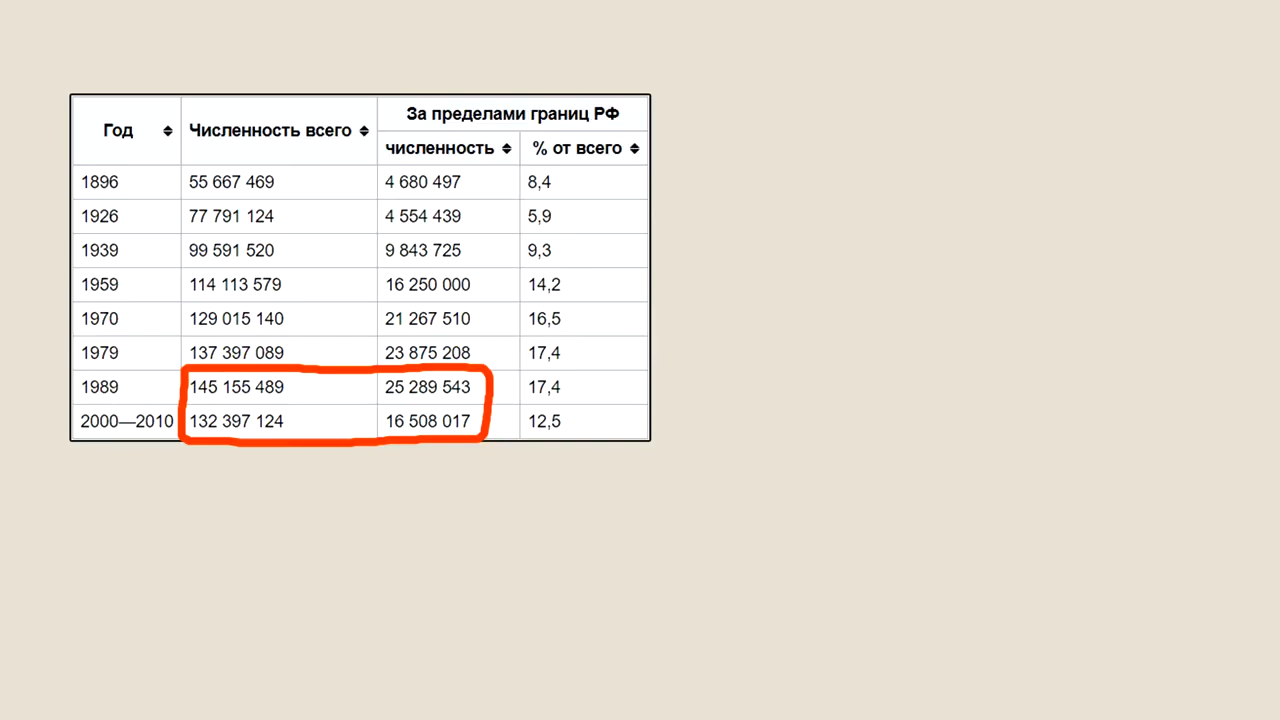 Год Численность всего За пределами границ РФ
численность % от всего
1896 55 667 469 4 680 497 8,4
1926 77 791 124 4 554 439 5,9
1939 99 591 520 9 843 725 9,3
1959 114 113 579 16 250 000 14,2
1970 129 015 140 21 267 510 16,5
1979 137 397 089 23 875 208 17,4
1989 145 155 489 25 289 543 17,4
2000—2010 132 397 124 16 508 017 12,5